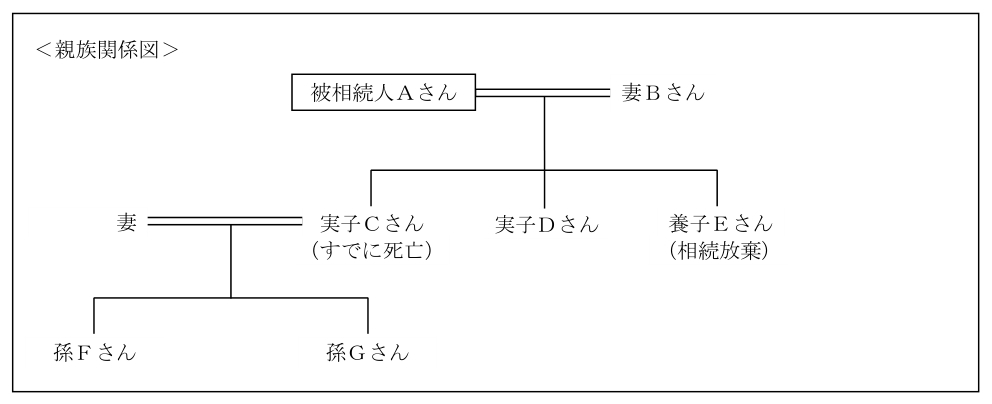 ＜親族関係図＞
被相続人Ａさん
妻Ｂさん
妻
実子Ｃさん
（すでに死亡）
実子Ｄさん
養子Ｅさん
（相続放棄）
孫Ｆさん
孫Ｇさん